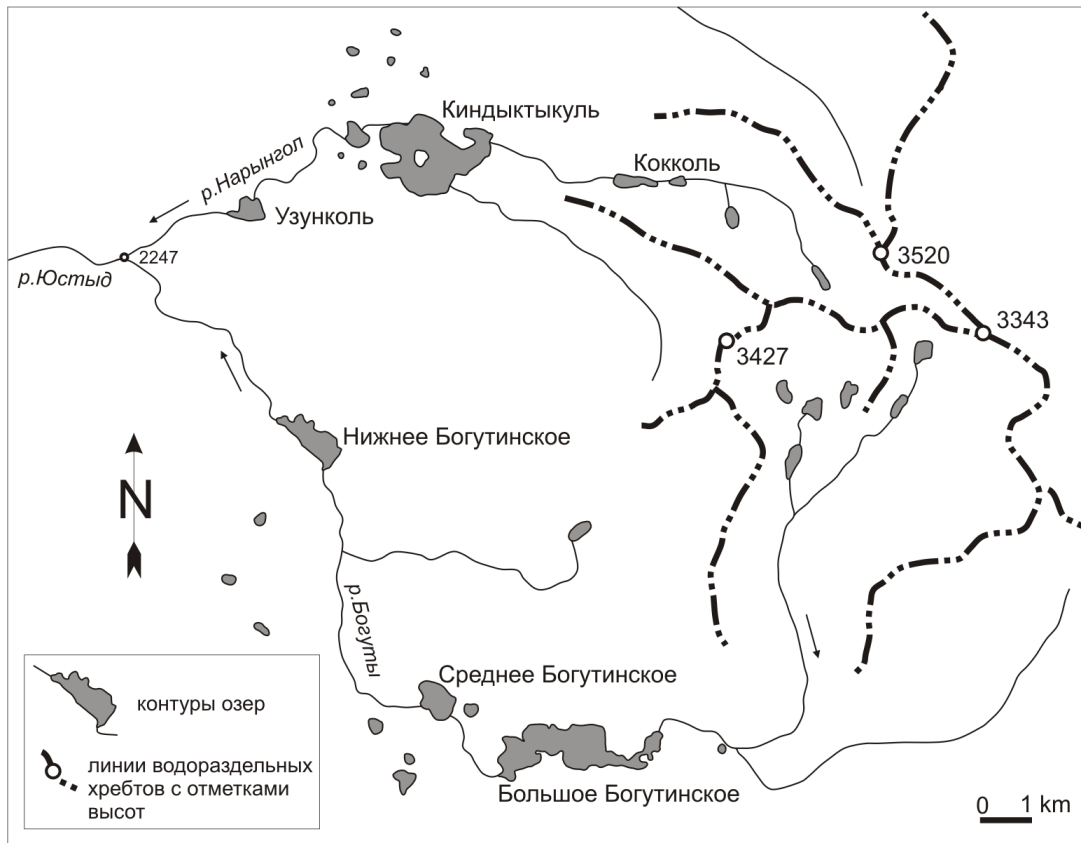 Киндыктыкуль
Кокколь
р.Нарынгол
Узунколь
2247
р.Юстыд
3520
3343
3427
Нижнее Богутинское
N
р.Богуты
Среднее Богутинское
Большое Богутинское
контуры озер
линии водораздельных
хребтов с отметками
высот
0 1 km